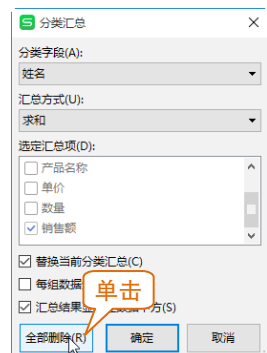 分类汇总
分类字段(A):
姓名
汇总方式(U):
求和
选定汇总项(D):
产品名称
单价
数量
销售额
替换当前分类汇总(C)
每组数据
单击
汇总结果显 数据下方(S)
全部删除(R) 确定 取消